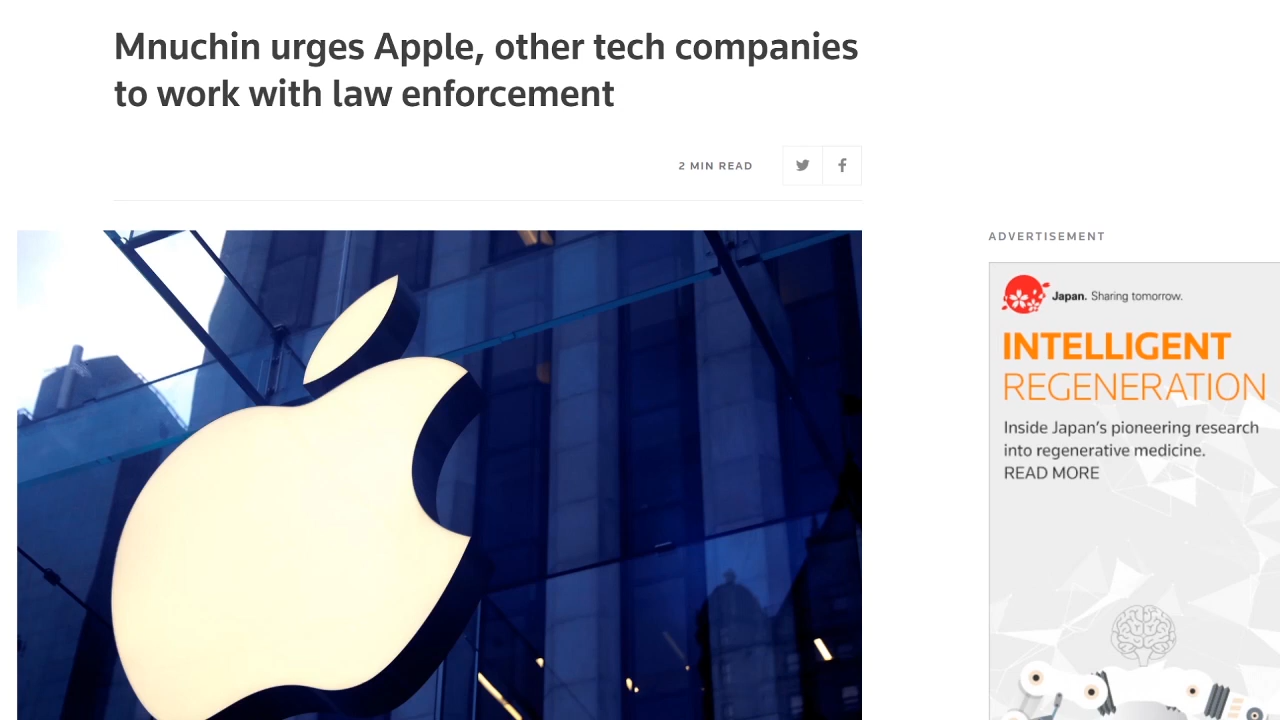 Mnuchin urges Apple, other tech companies
to work with law enforcement
2 MIN READ
ADVERTISEMENT
Japan. Sharing tomorrow.
INTELLIGENT
REGENERATION
Inside Japan's pioneering research
into regenerative medicine.
READ MORE